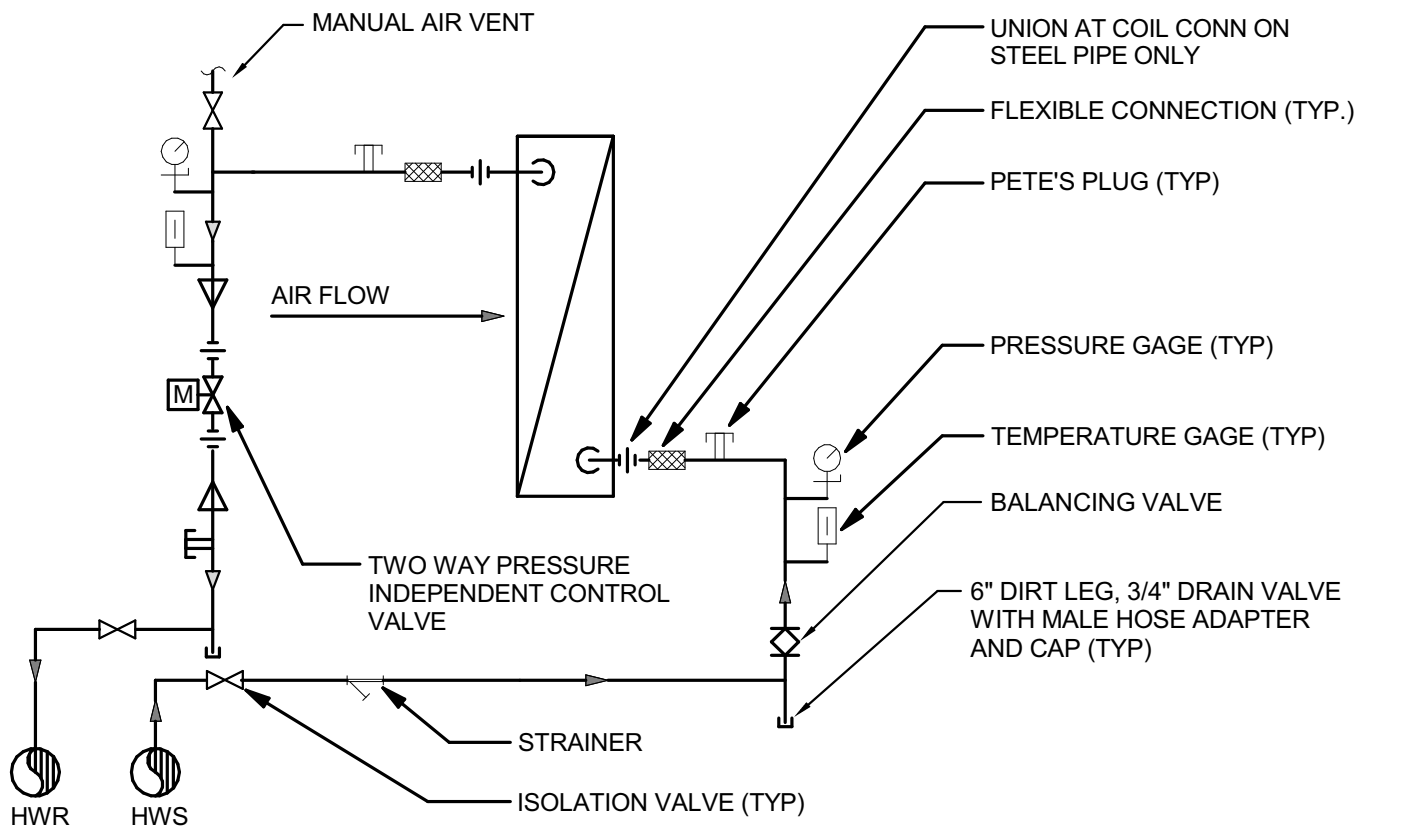 MANUAL AIR VENT
UNION AT COIL CONN ON
STEEL PIPE ONLY
FLEXIBLE CONNECTION (TYP.)
PETE'S PLUG (TYP)
AIR FLOW
PRESSURE GAGE (TYP)
M
TEMPERATURE GAGE (TYP)
BALANCING VALVE
TWO WAY PRESSURE
INDEPENDENT CONTROL
VALVE
6" DIRT LEG, 3/4" DRAIN VALVE
WITH MALE HOSE ADAPTER
AND CAP (TYP)
STRAINER
ISOLATION VALVE (TYP)
HWR
HWS